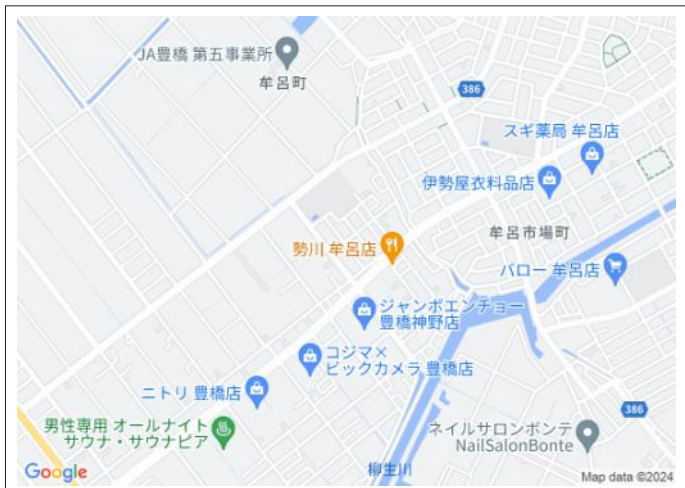 JA豊橋 第五事業所
牟呂町
386
スギ薬局 牟呂店
伊勢屋衣料品店
牟呂市場町
勢川 牟呂店
バロー 牟呂店
ジャンボエンチョー
豊橋神野店
コジマ×
ビックカメラ 豊橋店
ニトリ 豊橋店
男性専用 オールナイト
サウナ・サウナピア
386
ネイルサロンボンテ
NailSalonBonte
柳生川
Google
Map data ©2024